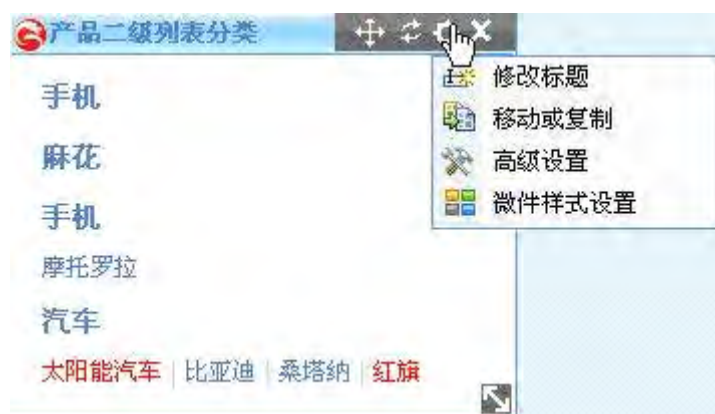 产品二级列表分类
修改标题
移动或复制
高级设置
微件样式设置
手机
麻花
手机
摩托罗拉
汽车
太阳能汽车 | 比亚迪 | 桑塔纳 | 红旗